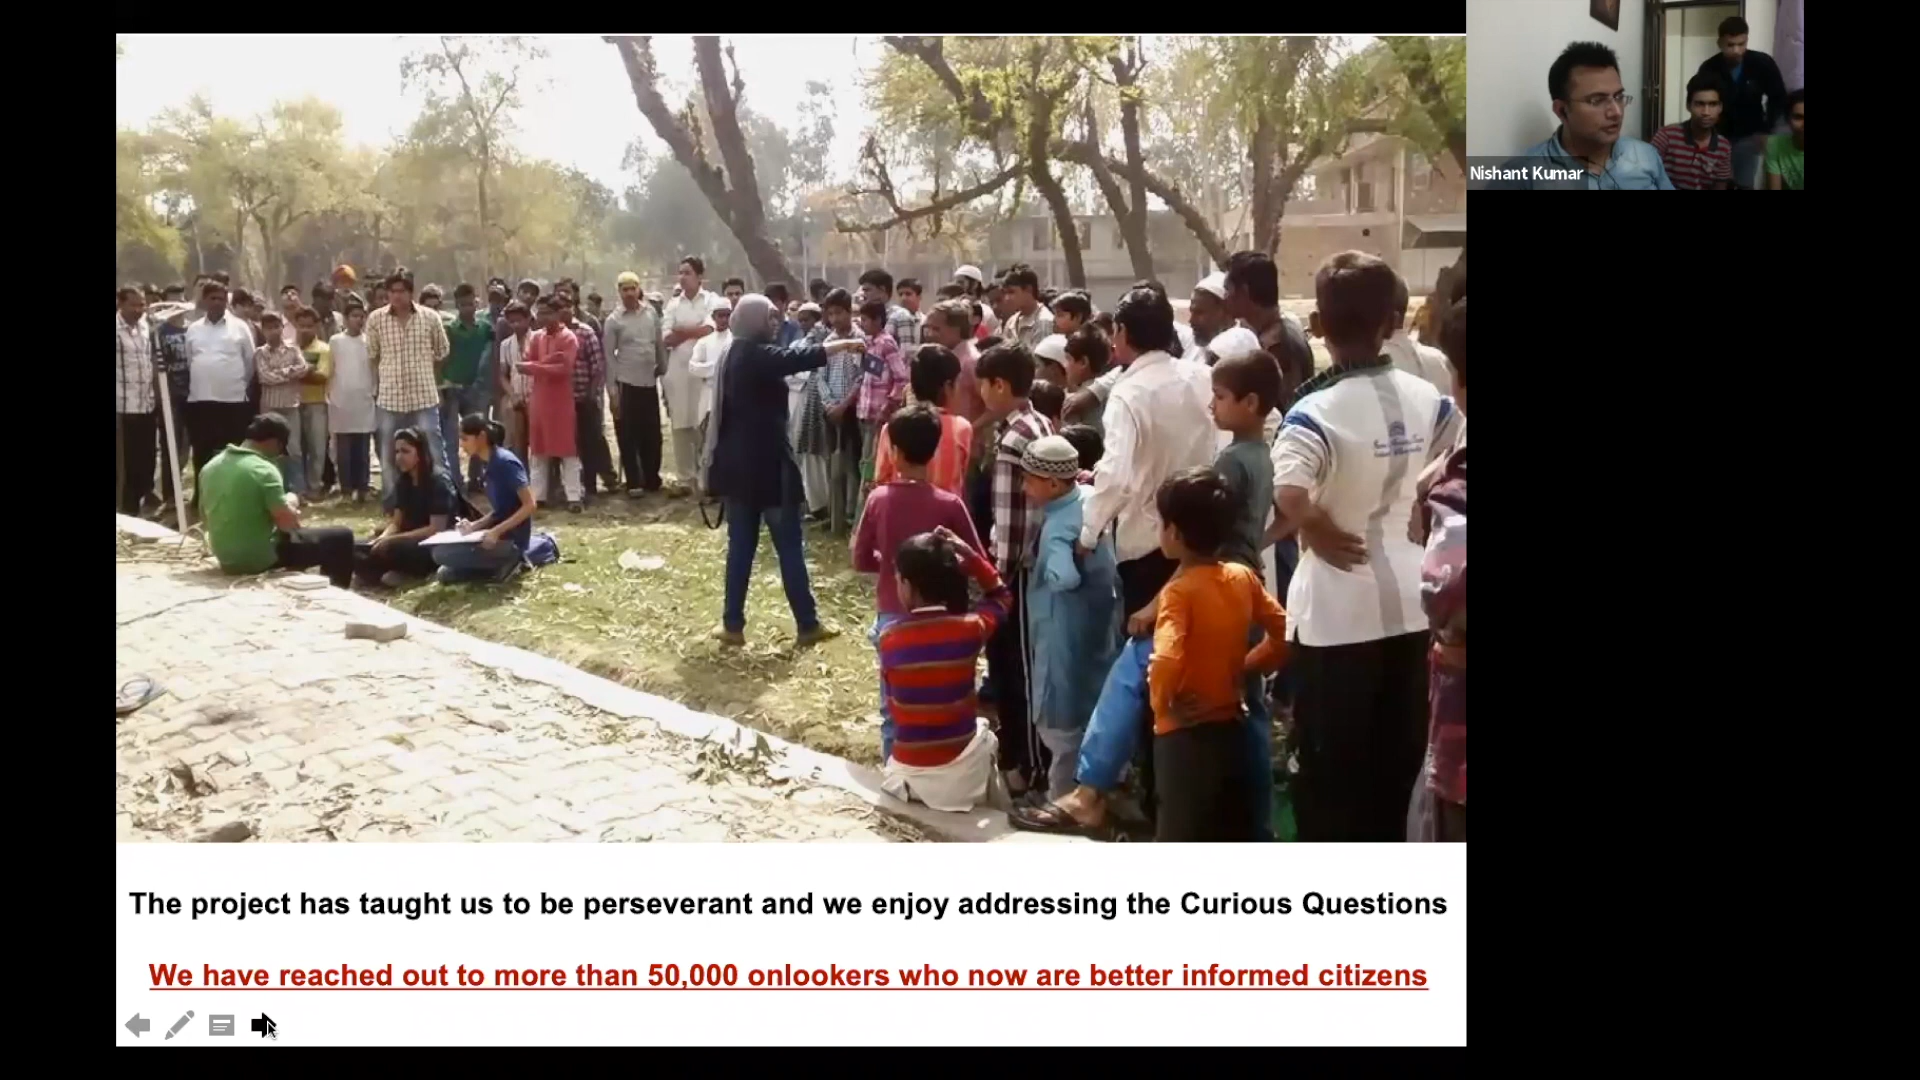 Nishant Kumar
The project has taught us to be perseverant and we enjoy addressing the Curious Questions
We have reached out to more than 50,000 onlookers who now are better informed citizens